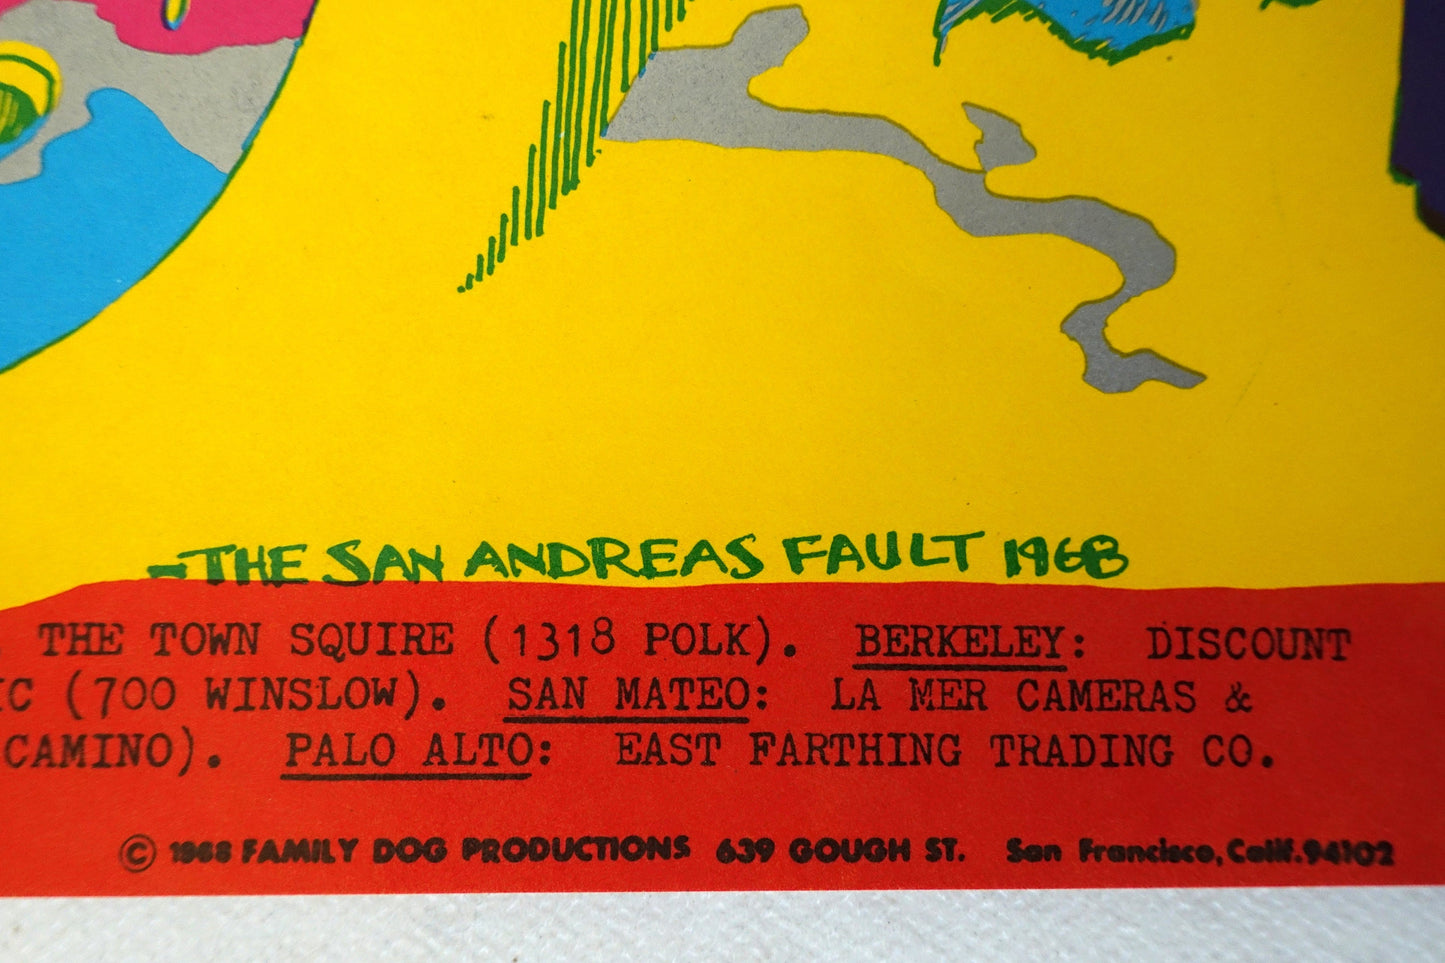 -THE SAN ANDREAS FAULT 1968
THE TOWN SQUIRE (1318 POLK). BERKELEY: DISCOUNT
IC (700 WINSLOW). SAN MATEO: LA MER CAMERAS &
CAMINO). PALO ALTO: EAST FARTHING TRADING CO.
© 1968 FAMILY DOG PRODUCTIONS 639 GOUGH ST. San Francisco, Calif. 94102